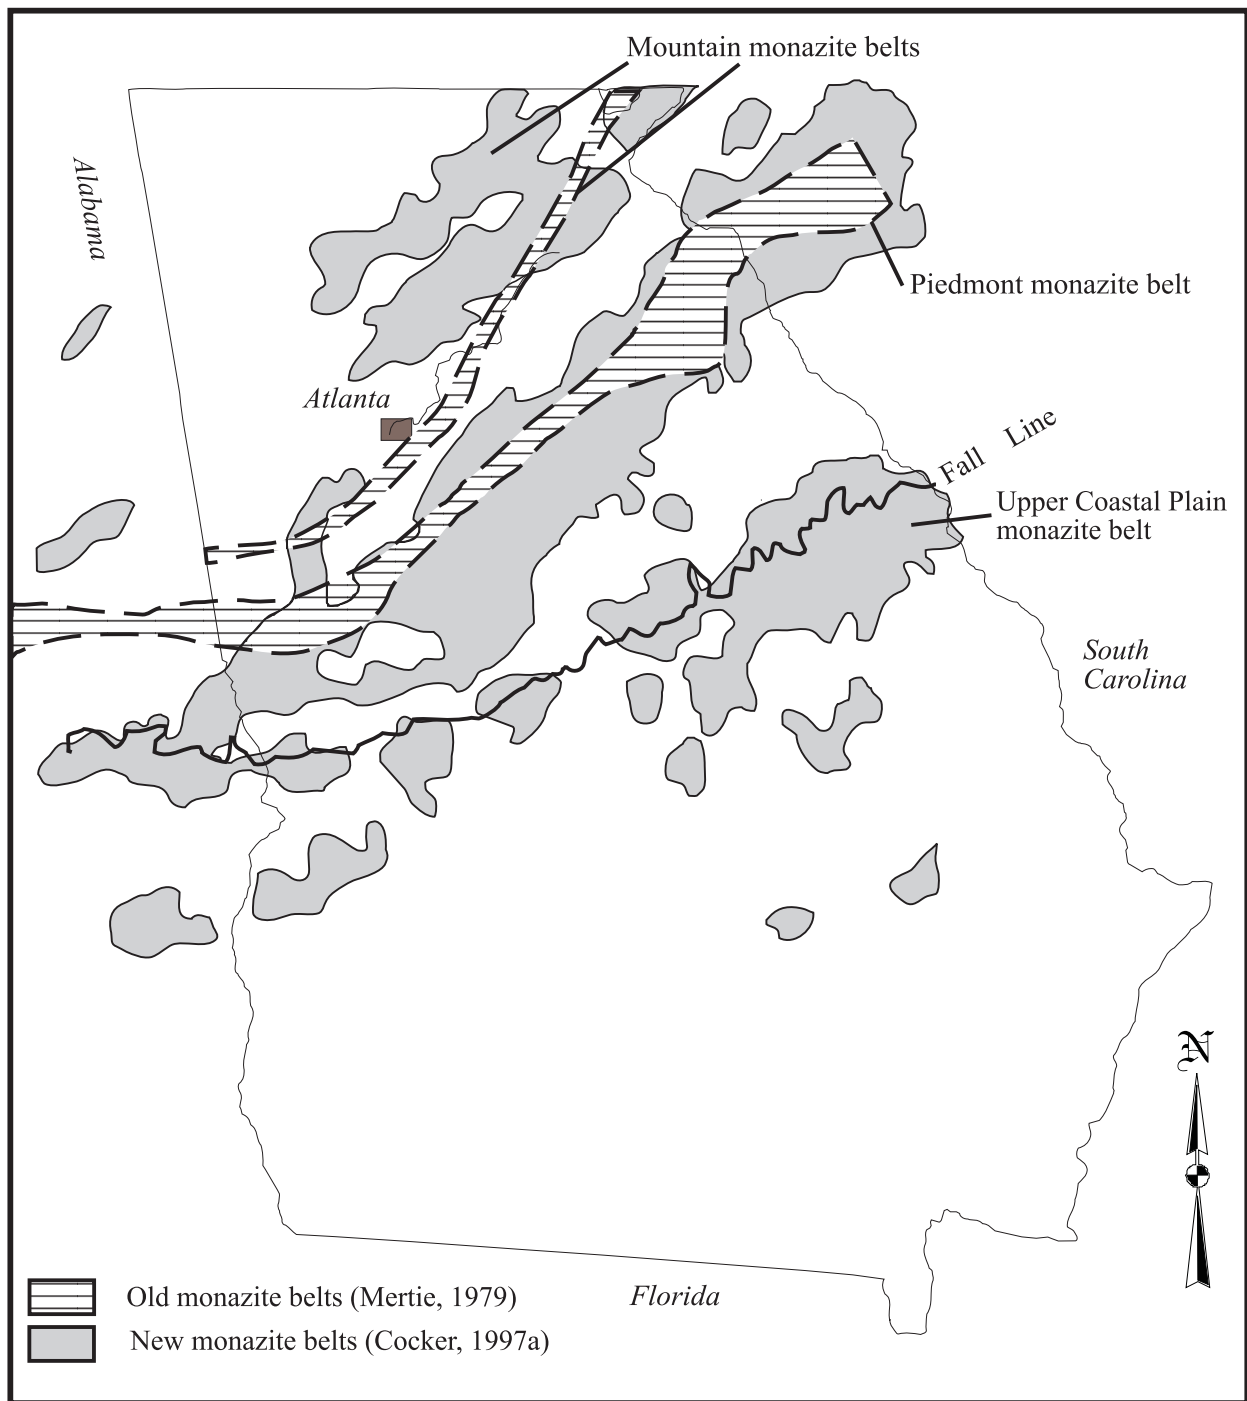 Mountain monazite belts
Alabama
Piedmont monazite belt
Atlanta
Fall Line
Upper Coastal Plain
monazite belt
South
Carolina
N
Old monazite belts (Mertie, 1979)
Florida
New monazite belts (Cocker, 1997a)